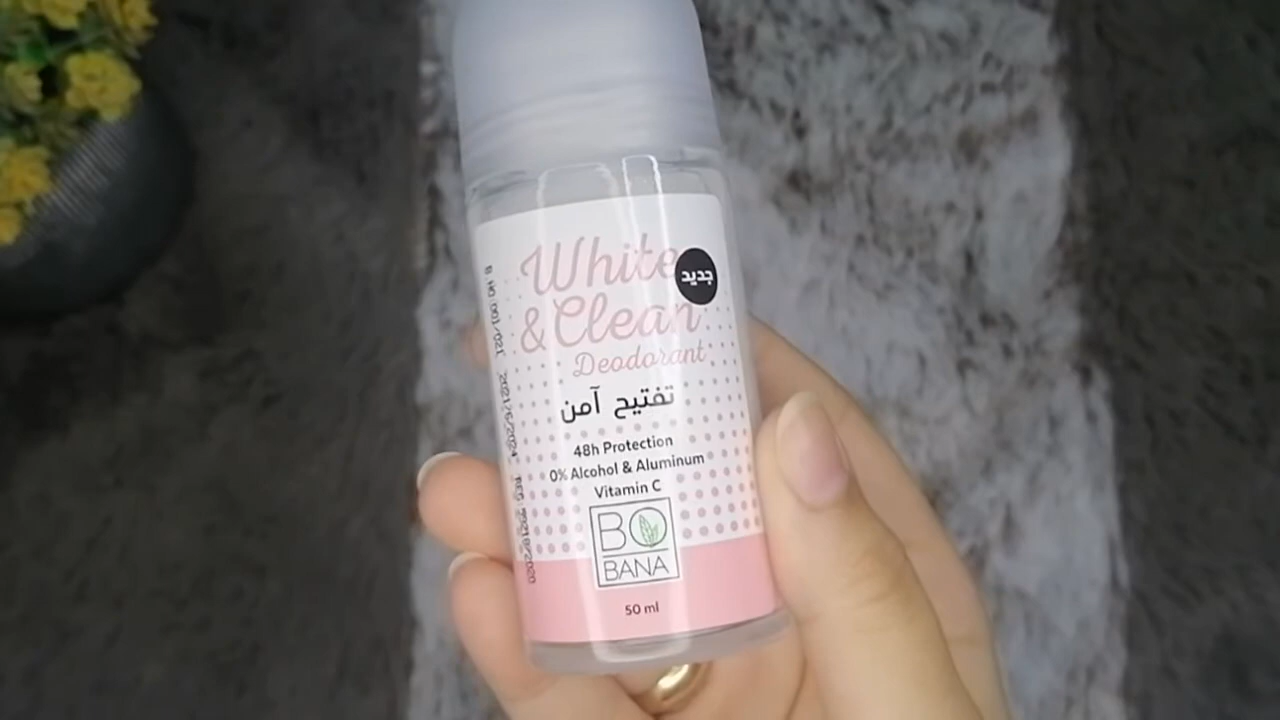 White
جديد
& Clean
Deodorant
تفتيح آمن
48h Protection
0% Alcohol & Aluminum
Vitamin C
BO
BANA
50 ml